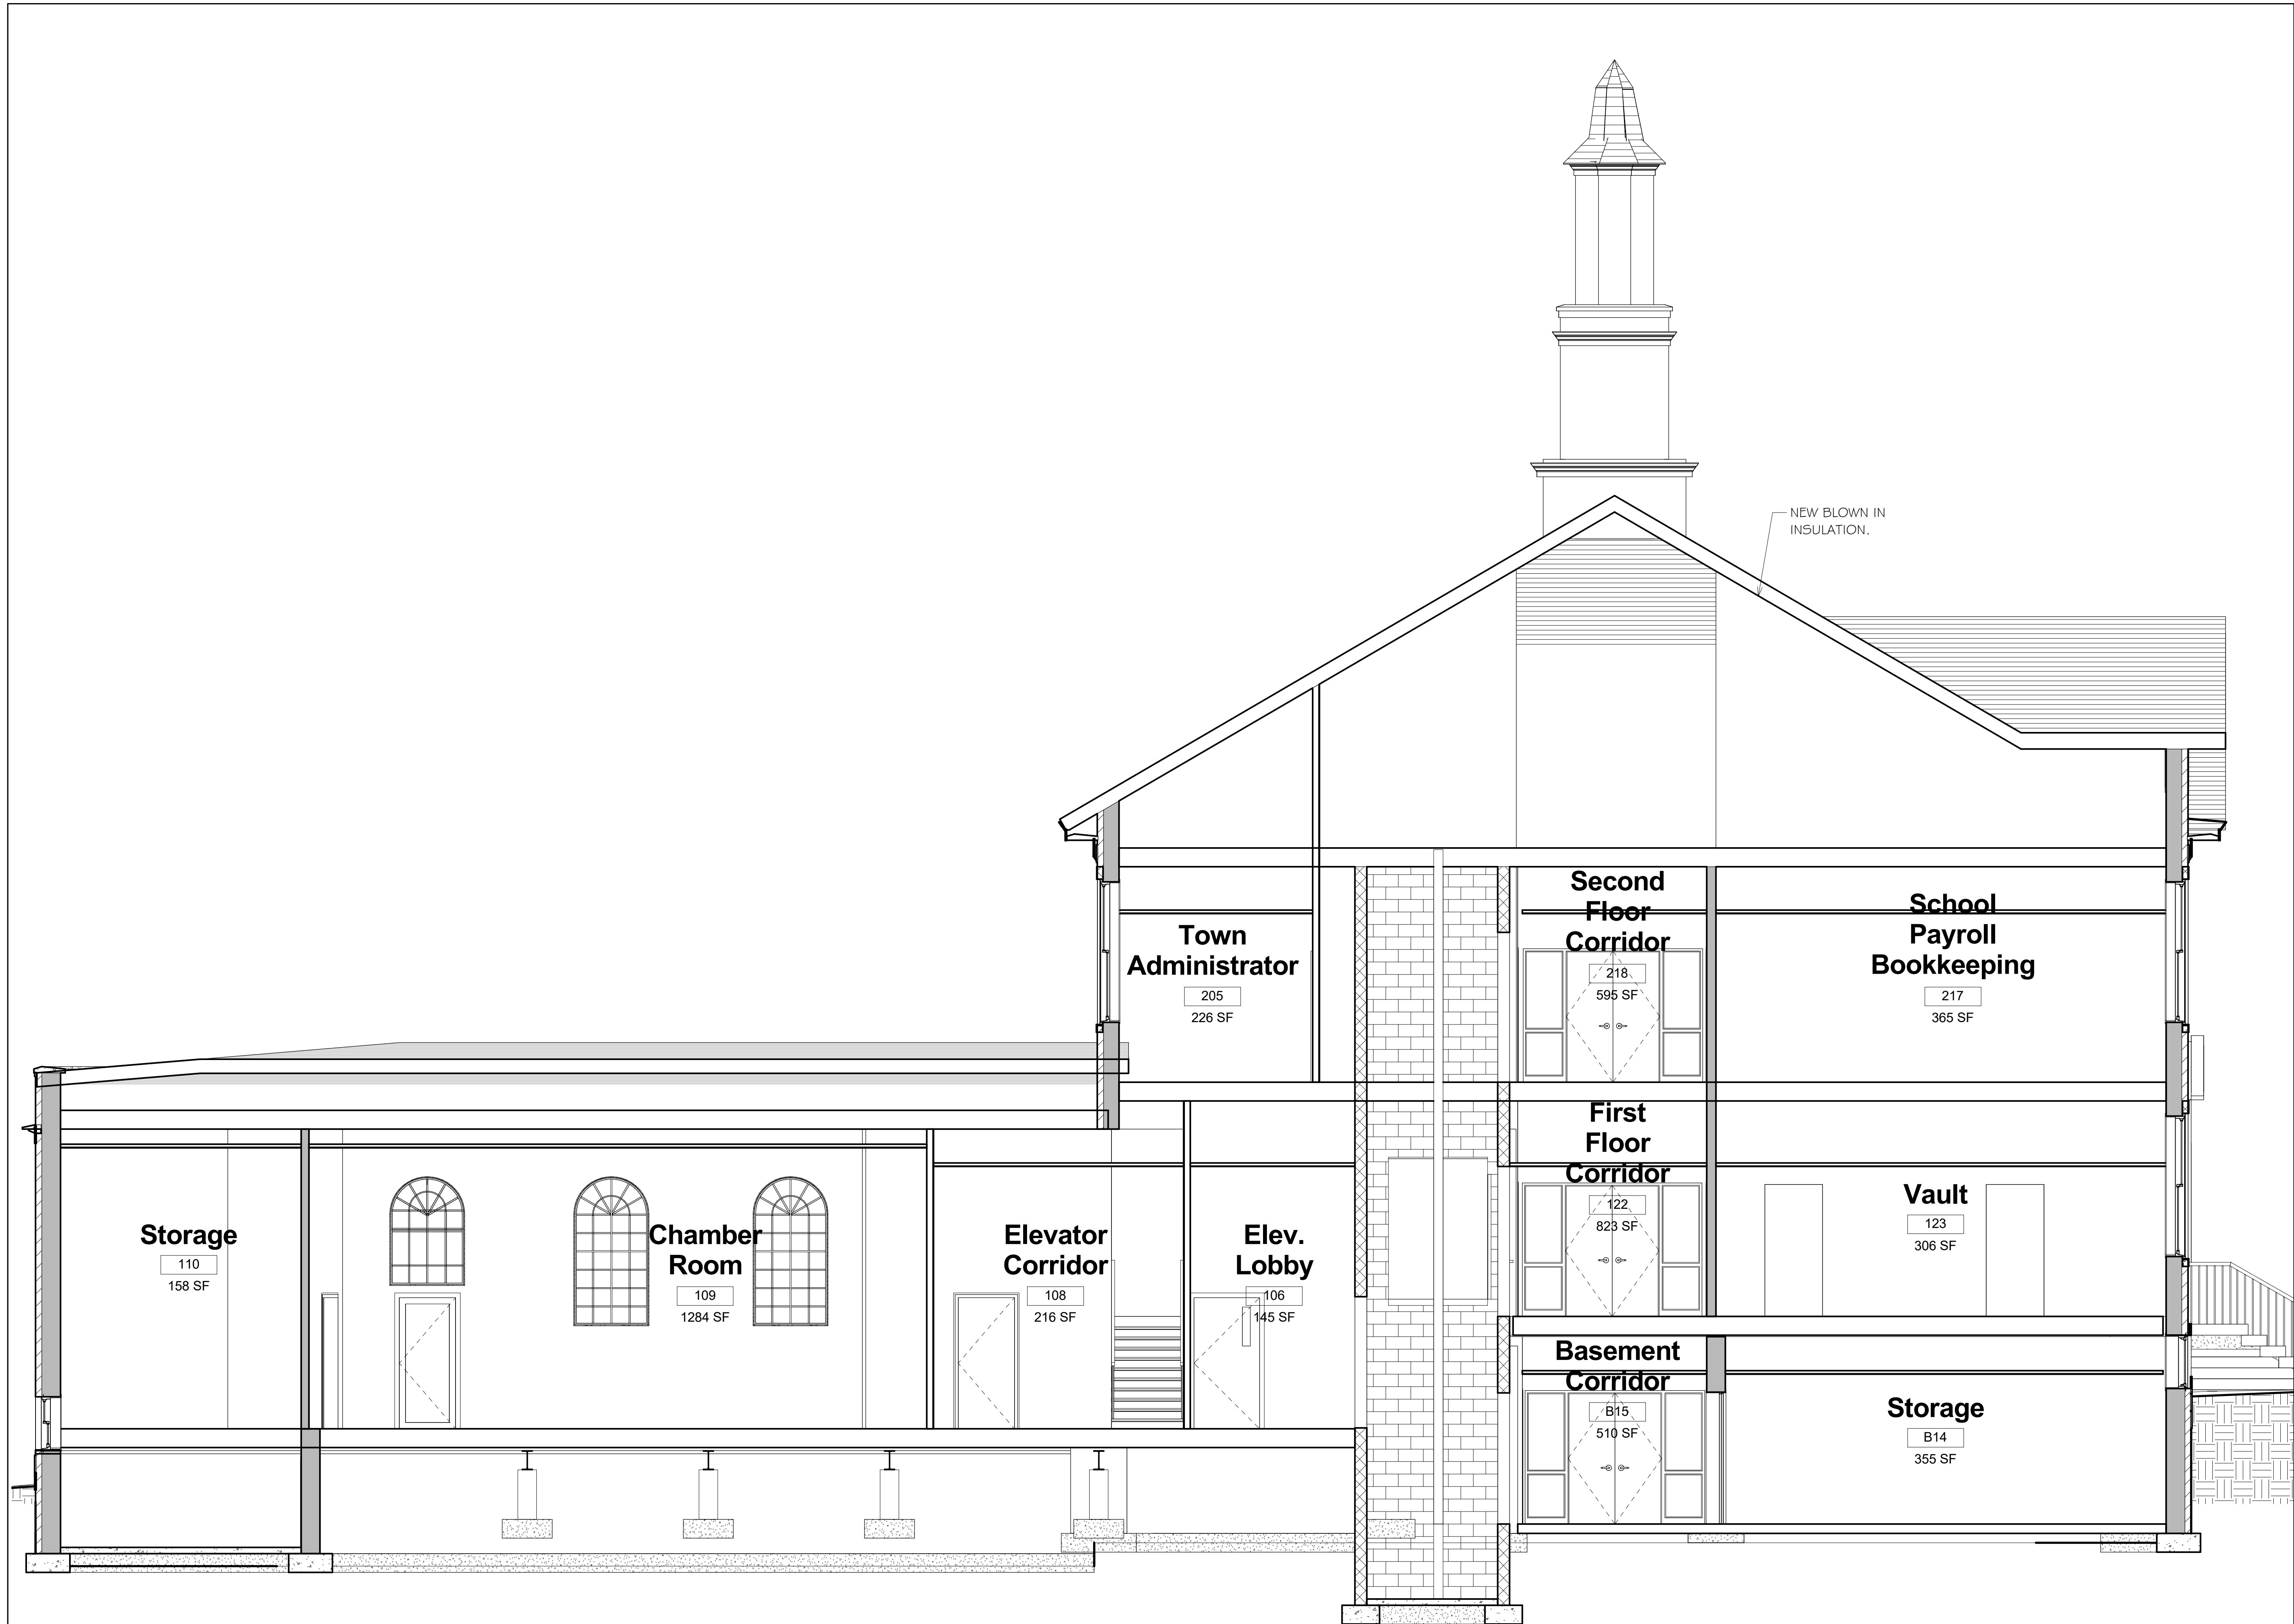 NEW BLOWN IN
INSULATION.
Second
Floor
Corridor
218
595 SF
School
Payroll
Bookkeeping
217
365 SF
Town
Administrator
205
226 SF
First
Floor
Corridor
122
823 SF
Vault
123
306 SF
Storage
110
158 SF
Chamber
Room
109
1284 SF
Elevator
Corridor
108
216 SF
Elev.
Lobby
106
145 SF
Basement
Corridor
B15
510 SF
Storage
B14
355 SF